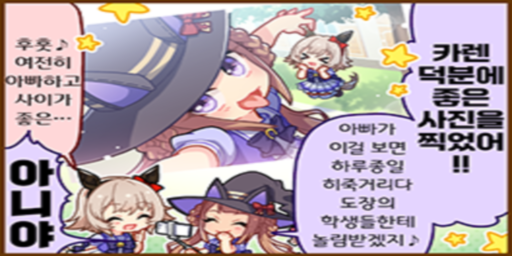 카렌
덕분에
좋은
사진을
찍었어
!!
아빠가
이걸 보면
하루종일
히죽거리다
도장의
학생들한테
놀림받겠지♪
후훗♪
여전히
아빠하고
사이가
좋은…
아니야